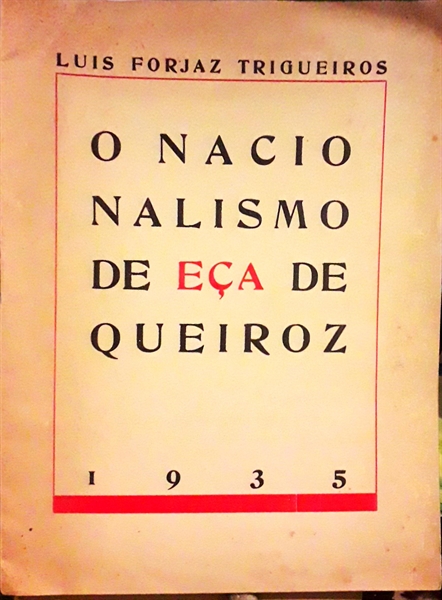 LUIS FORJAZ TRIGUEIROS
O NACIO
NALISMO
DE EÇA DE
QUEIROZ
1 9 3 5